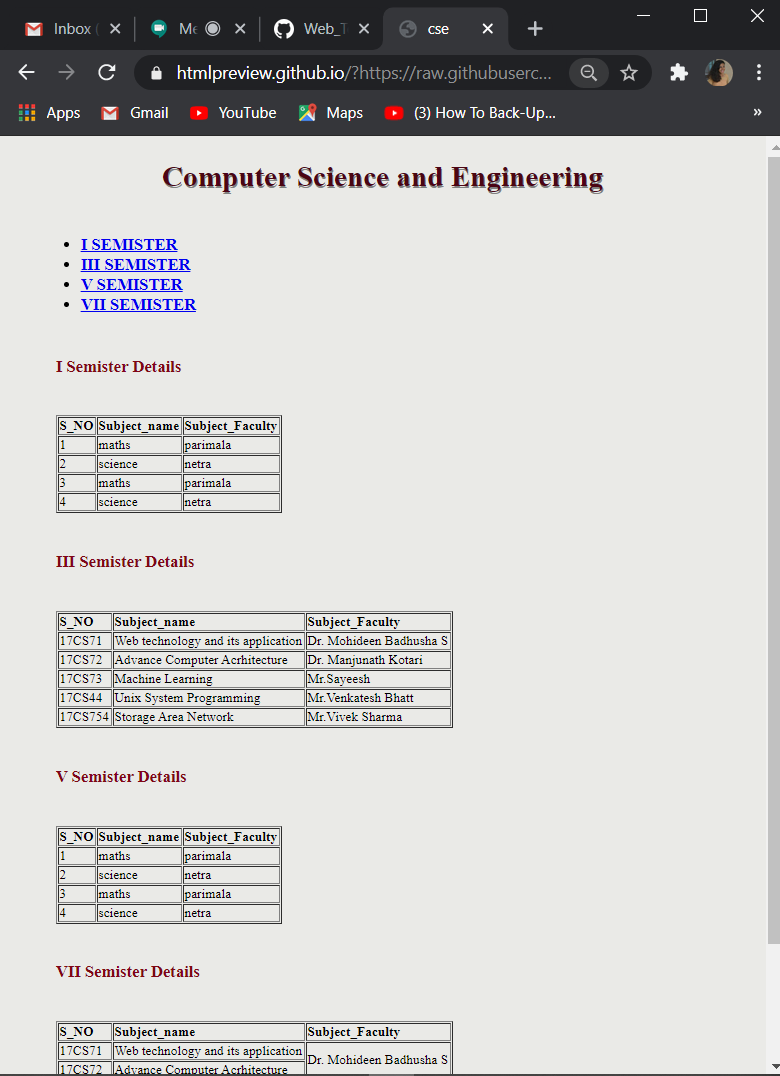 Inbox (
Me
Web_T
cse
htmlpreview.github.io/?https://raw.githubuserc...
Apps
Gmail
YouTube
Maps
(3) How To Back-Up...
»
Computer Science and Engineering
• I SEMISTER
• III SEMISTER
• V SEMISTER
• VII SEMISTER
I Semister Details
S_NO Subject_name Subject_Faculty
1 maths parimala
2 science netra
3 maths parimala
4 science netra
III Semister Details
S_NO Subject_name Subject_Faculty
17CS71 Web technology and its application Dr. Mohideen Badhusha S
17CS72 Advance Computer Acrhitecture Dr. Manjunath Kotari
17CS73 Machine Learning Mr.Sayeesh
17CS44 Unix System Programming Mr.Venkatesh Bhatt
17CS754 Storage Area Network Mr.Vivek Sharma
V Semister Details
S_NO Subject_name Subject_Faculty
1 maths parimala
2 science netra
3 maths parimala
4 science netra
VII Semister Details
S_NO Subject_name Subject_Faculty
17CS71 Web technology and its application Dr. Mohideen Badhusha S
17CS72 Advance Computer Acrhitecture